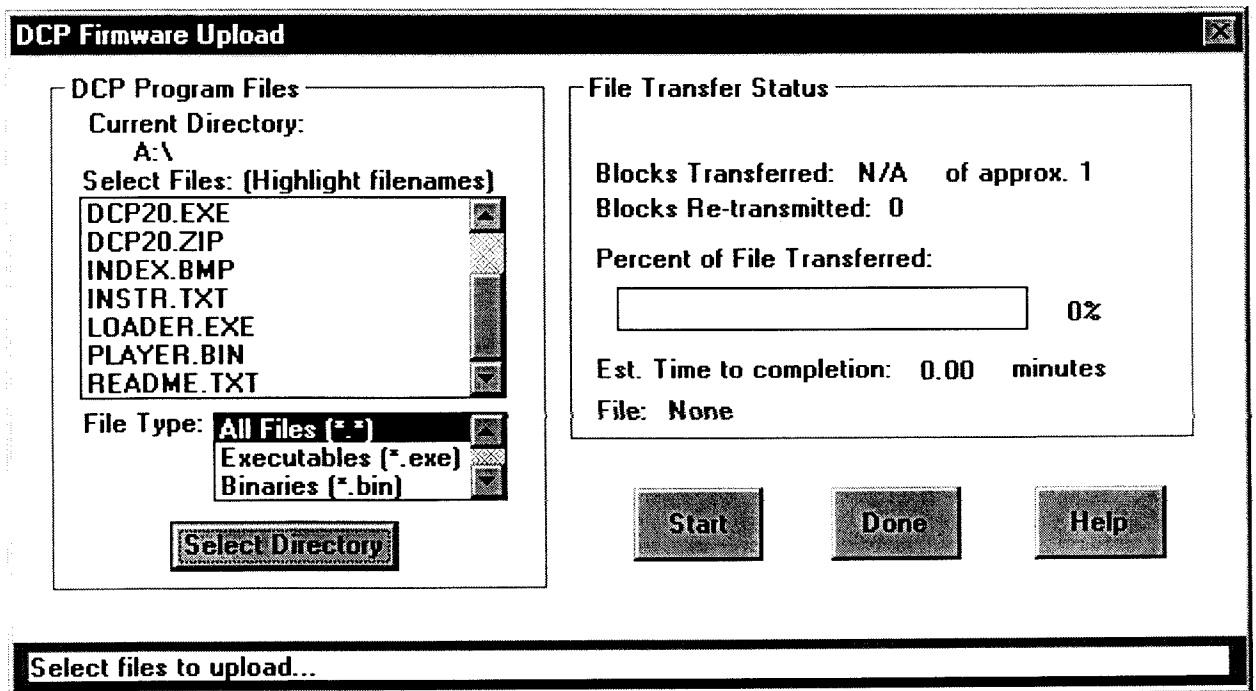 DCP Firmware Upload
DCP Program Files
Current Directory:
A:\
Select Files: (Highlight filenames)
DCP20.EXE
DCP20.ZIP
INDEX.BMP
INSTR.TXT
LOADER.EXE
PLAYER.BIN
README.TXT
File Type:
All Files (*.*)
Executables (*.exe)
Binaries (*.bin)
Select Directory
File Transfer Status
Blocks Transferred: N/A of approx. 1
Blocks Re-transmitted: 0
Percent of File Transferred:
0%
Est. Time to completion: 0.00 minutes
File: None
Start
Done
Help
Select files to upload...